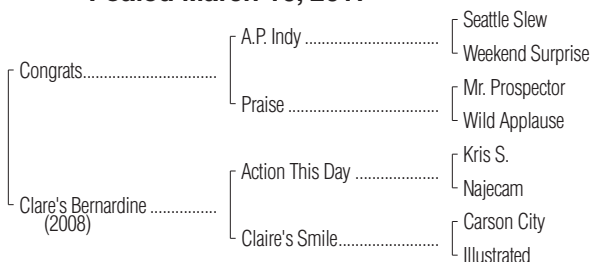 Seattle Slew
A.P. Indy
Weekend Surprise
Congrats
Mr. Prospector
Praise
Wild Applause
Kris S.
Action This Day
Najecam
Clare's Bernardine
(2008)
Carson City
Claire's Smile
Illustrated